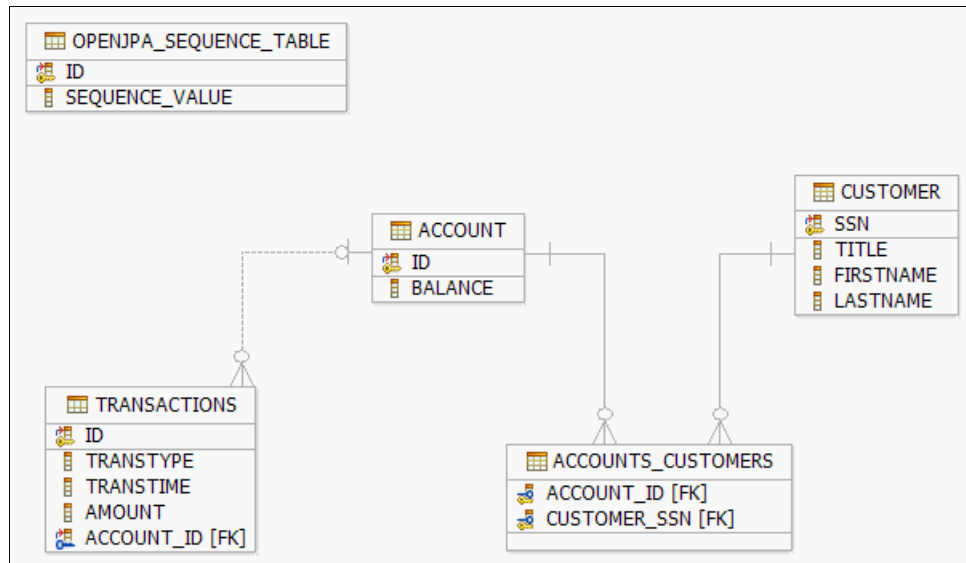 OPENJPA_SEQUENCE_TABLE
ID
SEQUENCE_VALUE
ACCOUNT
ID
BALANCE
CUSTOMER
SSN
TITLE
FIRSTNAME
LASTNAME
TRANSACTIONS
ID
TRANSTYPE
TRANSTIME
AMOUNT
ACCOUNT_ID [FK]
ACCOUNTS_CUSTOMERS
ACCOUNT_ID [FK]
CUSTOMER_SSN [FK]